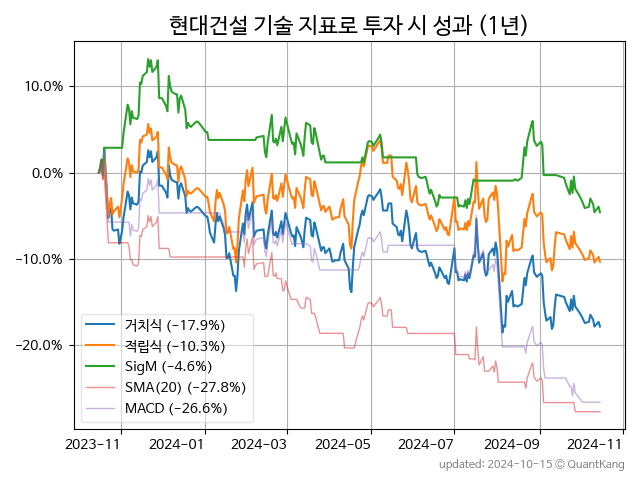 현대건설 기술 지표로 투자 시 성과 (1년)
10.0%
0.0%
−10.0%
−20.0%
거치식 (−17.9%)
적립식 (−10.3%)
SigM (−4.6%)
SMA(20) (−27.8%)
MACD (−26.6%)
2023−11 2024−01 2024−03 2024−05 2024−07 2024−09 2024−11
updated: 2024-10-15 © QuantKang